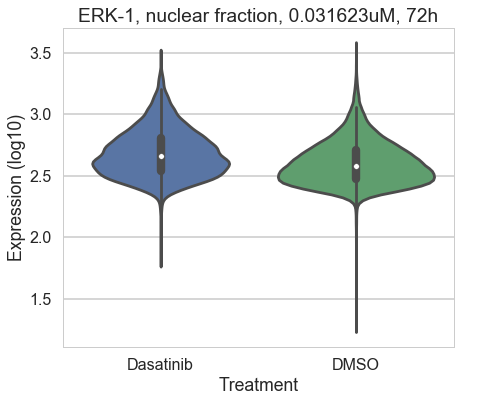 ERK-1, nuclear fraction, 0.031623uM, 72h
Expression (log10)
3.5
3.0
2.5
2.0
1.5
Dasatinib DMSO
Treatment